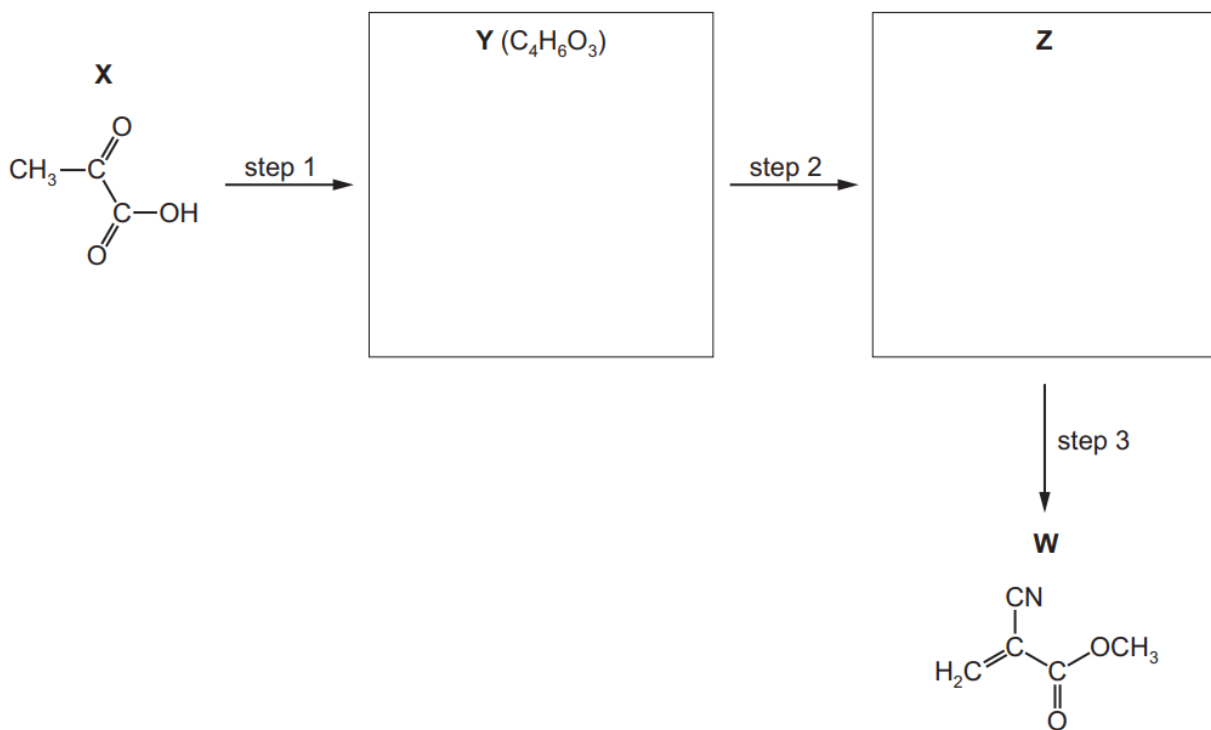 X
O
CH₃—C
C—OH
O
step 1
Y (C₄H₆O₃)
step 2
Z
step 3
W
CN
C
OCH₃
H₂C
C
O